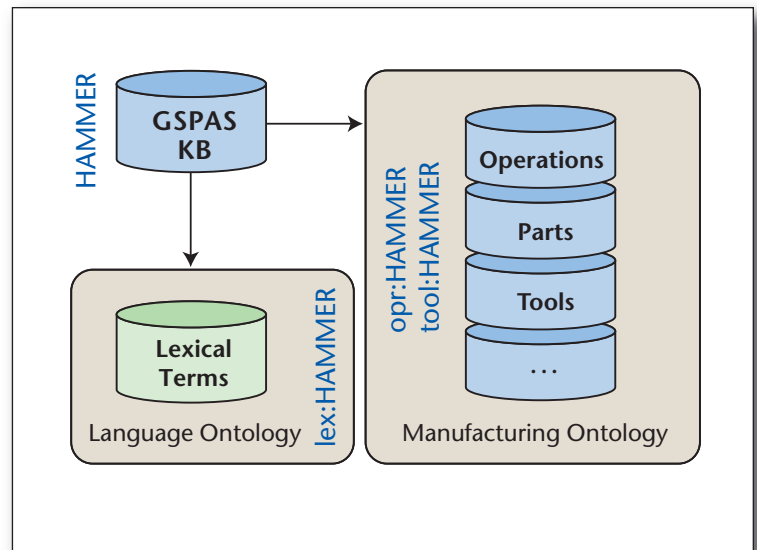 HAMMER
GSPAS
KB
Operations
Parts
Tools
...
opr:HAMMER
tool:HAMMER
Manufacturing Ontology
Lexical
Terms
lex:HAMMER
Language Ontology